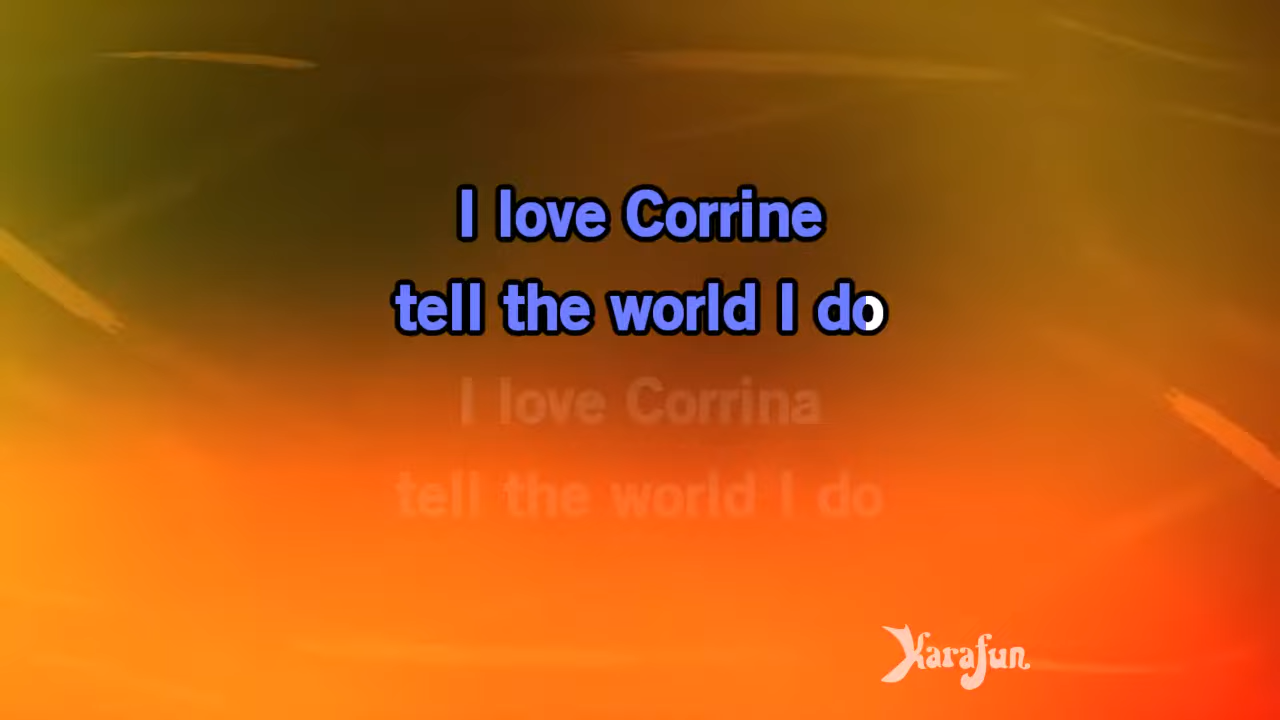 I love Corrine
tell the world I do
I love Corrina
tell the world I do
Karafun